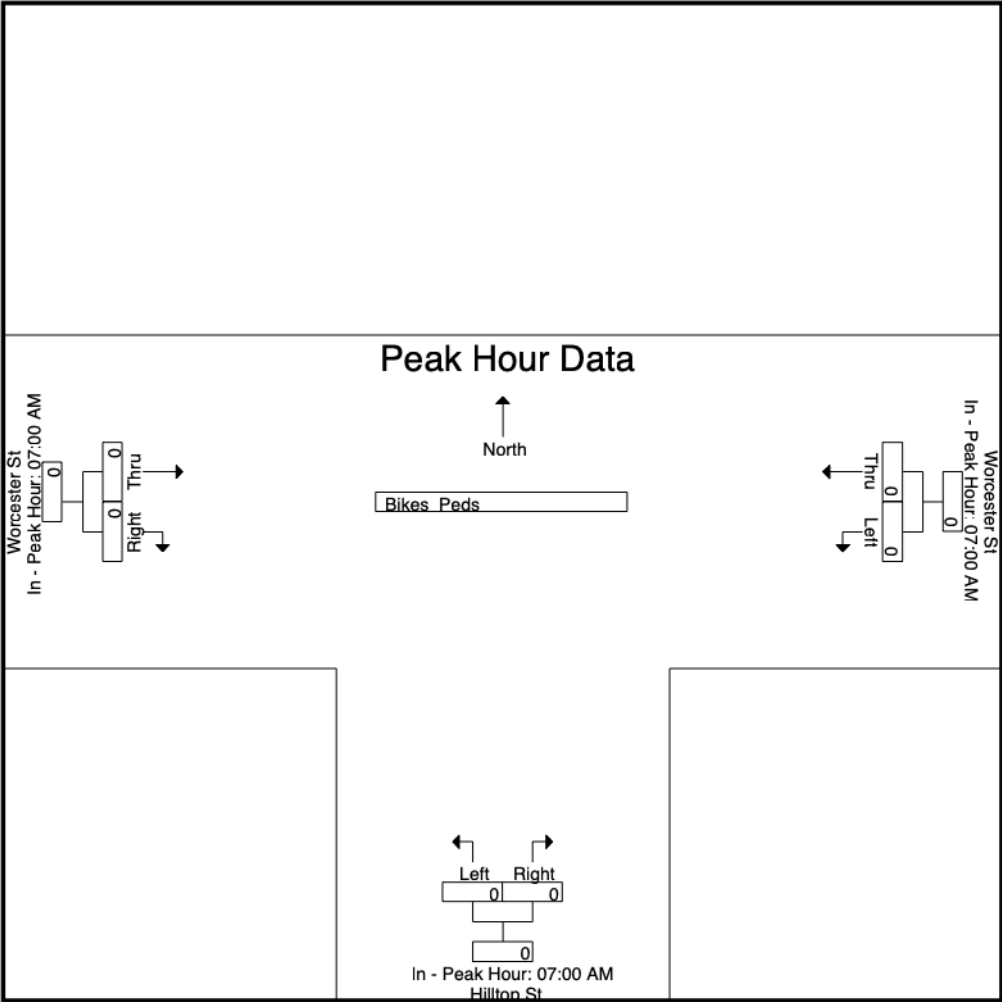 Peak Hour Data
North
Bikes Peds
Worcester St
In - Peak Hour: 07:00 AM
0
0
0
Thru
Right
Worcester St
In - Peak Hour: 07:00 AM
0
0
0
Thru
Left
Left Right
0 0
0
In - Peak Hour: 07:00 AM
Hilltop St